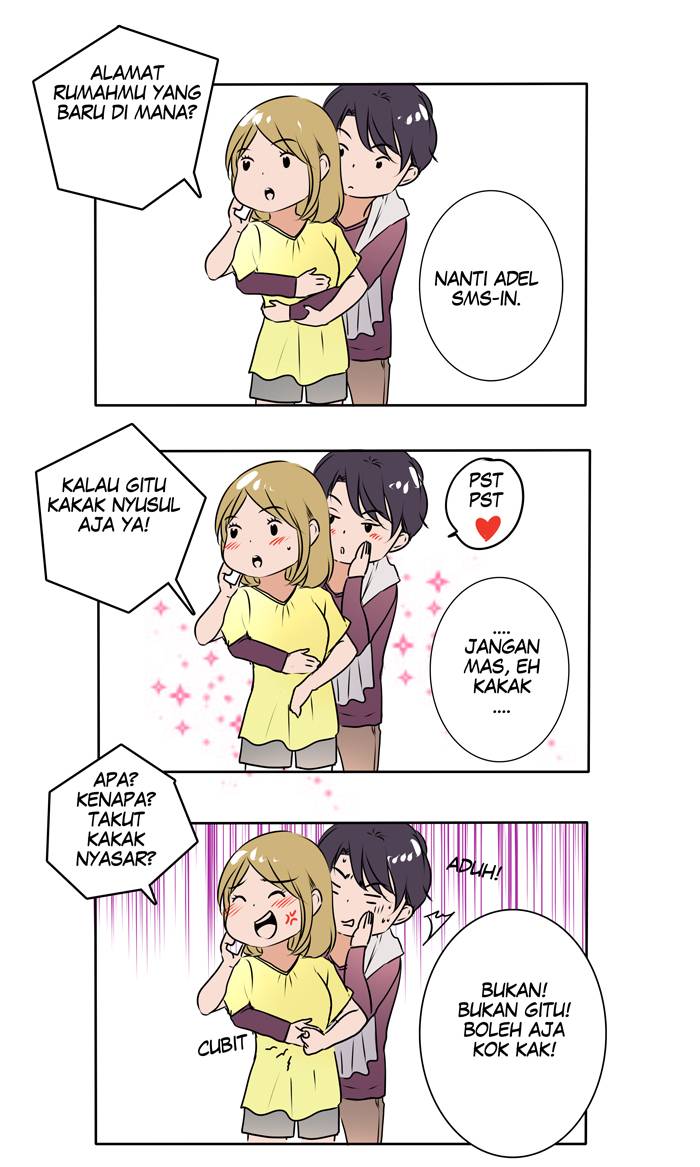 ALAMAT
RUMAHMU YANG
BARU DI MANA?
NANTI ADEL
SMS-IN.
KALAU GITU
KAKAK NYUSUL
AJA YA!
PST
PST
....
JANGAN
MAS, EH
KAKAK
....
APA?
KENAPA?
TAKUT
KAKAK
NYASAR?
ADUH!
CUBIT
BUKAN!
BUKAN GITU!
BOLEH AJA
KOK KAK!